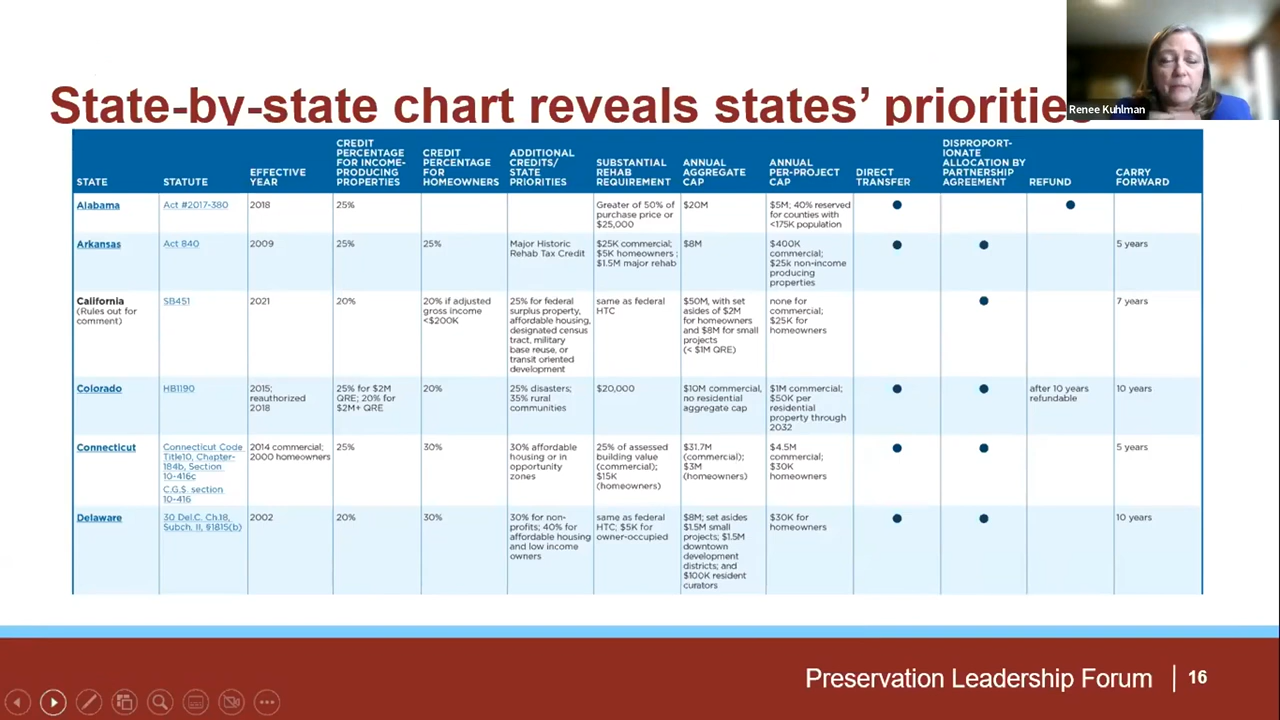 State-by-state chart reveals states' priorities
Renee Kuhlman
STATE
STATUTE
EFFECTIVE
YEAR
CREDIT
PERCENTAGE
FOR INCOME-
PRODUCING
PROPERTIES
CREDIT
PERCENTAGE
FOR
HOMEOWNERS
ADDITIONAL
CREDITS/
STATE
PRIORITIES
SUBSTANTIAL
REHAB
REQUIREMENT
ANNUAL
AGGREGATE
CAP
ANNUAL
PER-PROJECT
CAP
DIRECT
TRANSFER
DISPROPORT-
IONATE
ALLOCATION BY
PARTNERSHIP
AGREEMENT
REFUND
CARRY
FORWARD
Alabama
Act #2017-380
2018
25%
Greater of 50% of
purchase price or
$25,000
$20M
$5M; 40% reserved
for counties with
<175K population
Arkansas
Act 840
2009
25%
25%
Major Historic
Rehab Tax Credit
$25K commercial;
$5K homeowners ;
$1.5M major rehab
$8M
$400K
commercial;
$25k non-income
producing
properties
5 years
California
(Rules out for
comment)
SB451
2021
20%
20% if adjusted
gross income
<$200K
25% for federal
surplus property,
affordable housing,
designated census
tract, military
base reuse, or
transit oriented
development
same as federal
HTC
$50M, with set
asides of $2M
for homeowners
and $8M for small
projects
(< $1M QRE)
none for
commercial;
$25K for
homeowners
7 years
Colorado
HB1190
2015;
reauthorized
2018
25% for $2M
QRE; 20% for
$2M+ QRE
20%
25% disasters;
35% rural
communities
$20,000
$10M commercial,
no residential
aggregate cap
$1M commercial;
$50K per
residential
property through
2032
after 10 years
refundable
10 years
Connecticut
Connecticut Code
Title10, Chapter-
184b, Section
10-416c
C.G.S. section
10-416
2014 commercial;
2000 homeowners
25%
30%
30% affordable
housing or in
opportunity
zones
25% of assessed
building value
(commercial);
$15K
(homeowners)
$31.7M
(commercial);
$3M
(homeowners)
$4.5M
commercial;
$30K
homeowners
5 years
Delaware
30 Del.C. Ch.18,
Subch. II, §1815(b)
2002
20%
30%
30% for non-
profits; 40% for
affordable housing
and low income
owners
same as federal
HTC; $5K for
owner-occupied
$8M; set asides
$1.5M small
projects; $1.5M
downtown
development
districts; and
$100K resident
curators
$30K for
homeowners
10 years
Preservation Leadership Forum
16